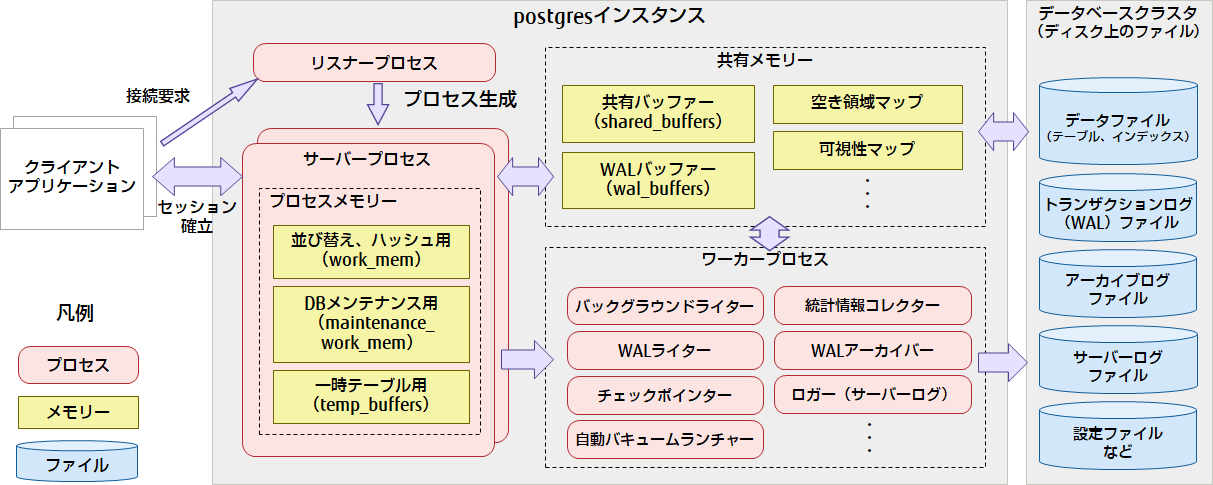 postgresインスタンス
リスナープロセス
接続要求
プロセス生成
クライアント
アプリケーション
セッション
確立
サーバープロセス
プロセスメモリー
並び替え、ハッシュ用
（work_mem）
DBメンテナンス用
（maintenance_
work_mem）
一時テーブル用
（temp_buffers）
共有メモリー
共有バッファー
（shared_buffers）
WALバッファー
（wal_buffers）
空き領域マップ
可視性マップ
・
・
・
ワーカープロセス
バックグラウンドライター
WALライター
チェックポインター
自動バキュームランチャー
統計情報コレクター
WALアーカイバー
ロガー（サーバーログ）
・
・
・
データベースクラスタ
（ディスク上のファイル）
データファイル
（テーブル、インデックス）
トランザクションログ
（WAL）ファイル
アーカイブログ
ファイル
サーバーログ
ファイル
設定ファイル
など
凡例
プロセス
メモリー
ファイル